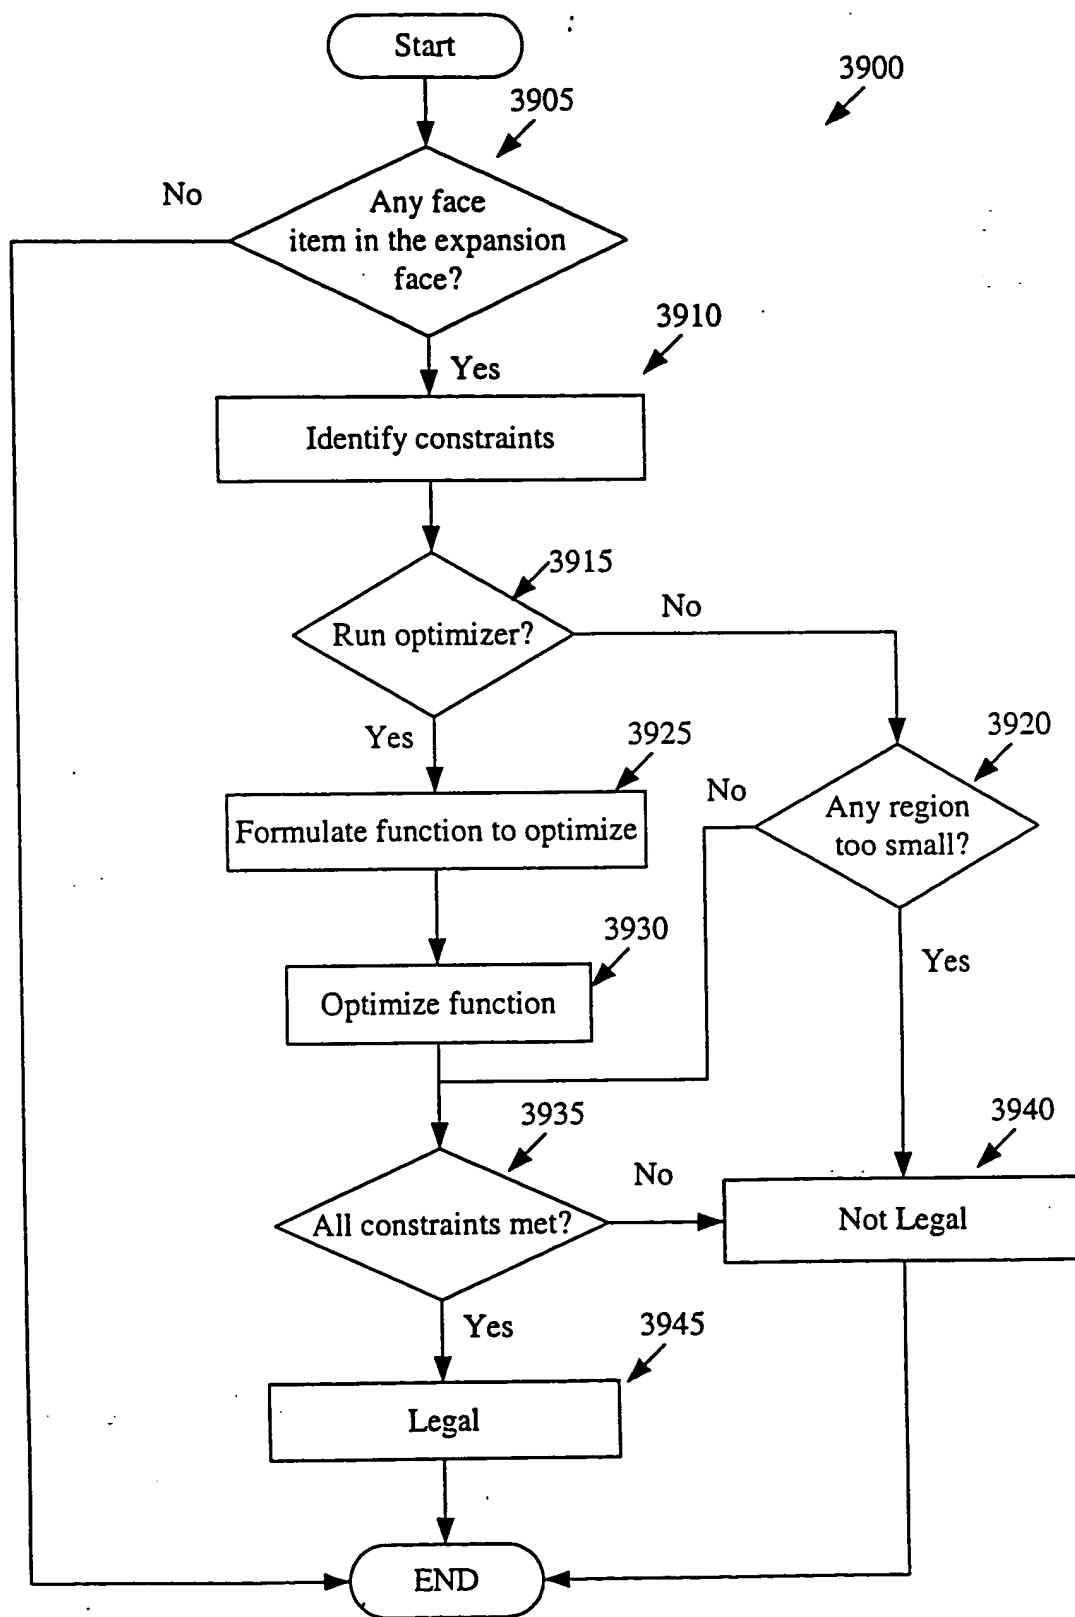 Start
3900
3905
No
Any face
item in the expansion
face?
3910
Yes
Identify constraints
3915
No
Run optimizer?
Yes
3925
3920
No
Any region
too small?
Formulate function to optimize
3930
Yes
Optimize function
3935
3940
No
All constraints met?
Not Legal
Yes
3945
Legal
END